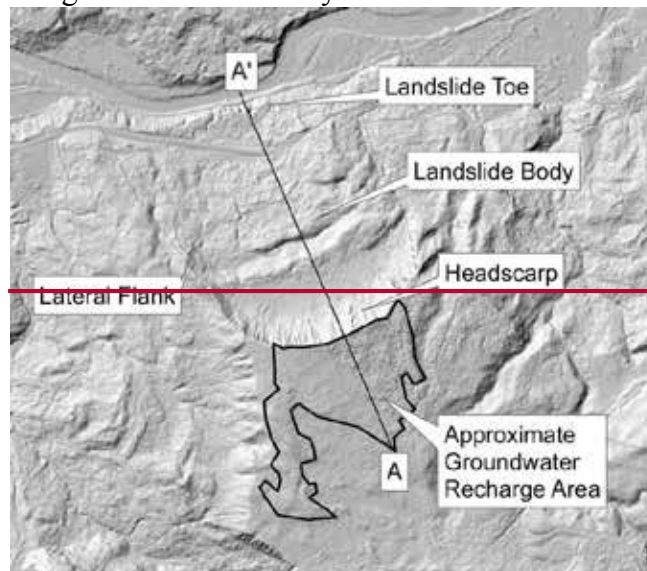 A'
Landslide Toe
Landslide Body
Headscarp
Lateral Flank
Approximate
Groundwater
Recharge Area
A